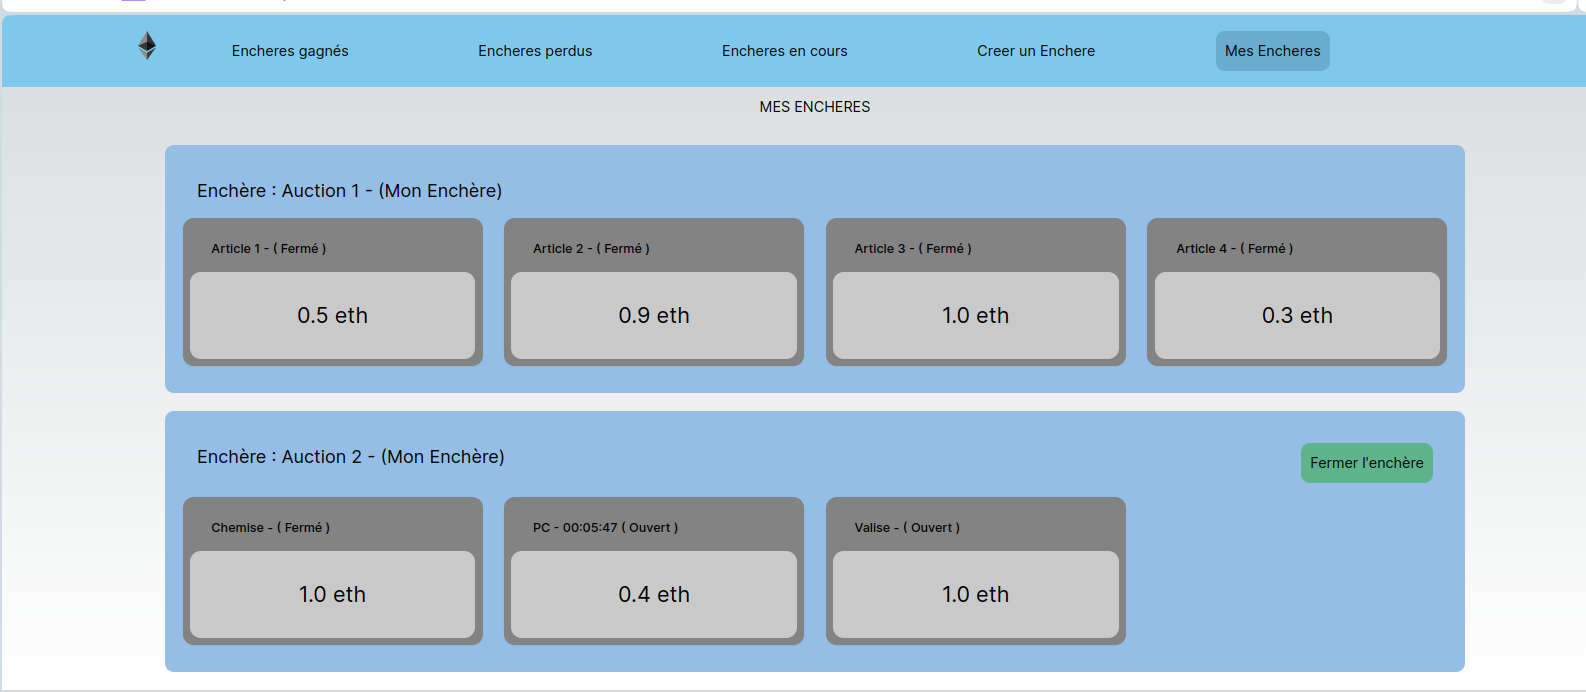 Encheres gagnés
Encheres perdus
Encheres en cours
Creer un Enchere
Mes Encheres
MES ENCHERES
Enchère : Auction 1 - (Mon Enchère)
Article 1 - ( Fermé )
Article 2 - ( Fermé )
Article 3 - ( Fermé )
Article 4 - ( Fermé )
0.5 eth
0.9 eth
1.0 eth
0.3 eth
Enchère : Auction 2 - (Mon Enchère)
Fermer l'enchère
Chemise - ( Fermé )
PC - 00:05:47 ( Ouvert )
Valise - ( Ouvert )
1.0 eth
0.4 eth
1.0 eth